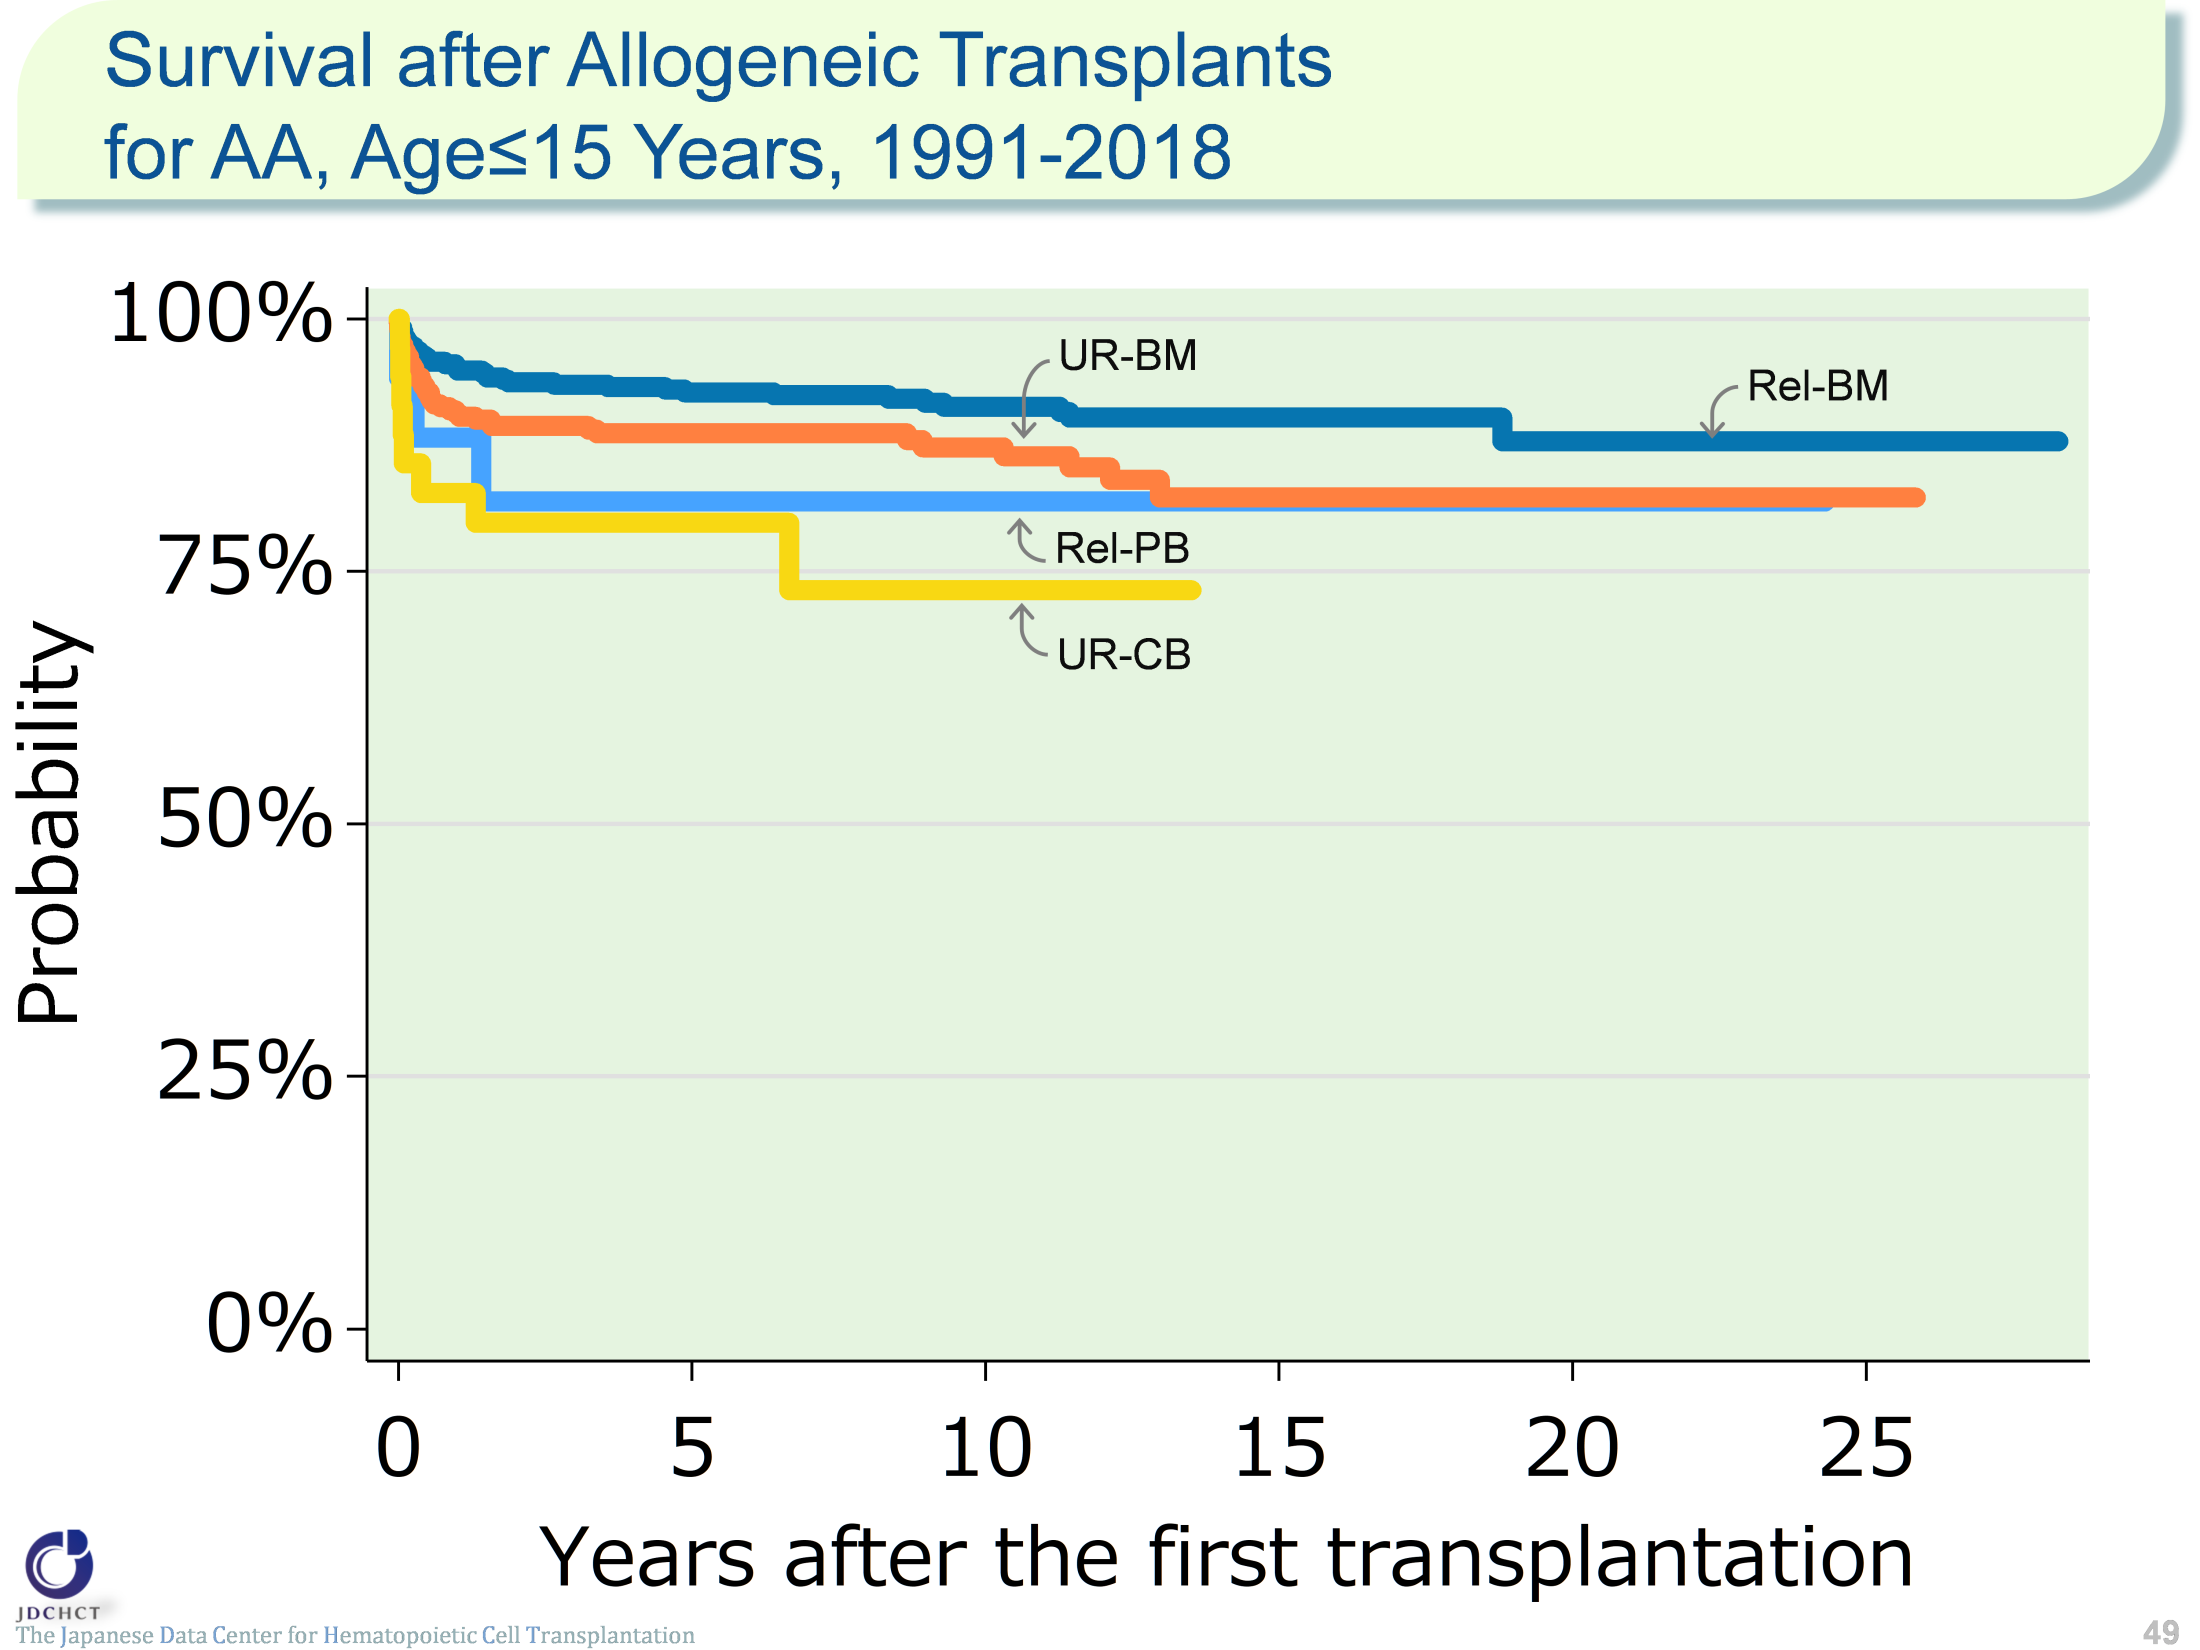 Survival after Allogeneic Transplants
for AA, Age≤15 Years, 1991-2018
100%
75%
50%
25%
0%
Probability
UR-BM
Rel-BM
Rel-PB
UR-CB
0 5 10 15 20 25
Years after the first transplantation
JDCHCT
The Japanese Data Center for Hematopoietic Cell Transplantation
49